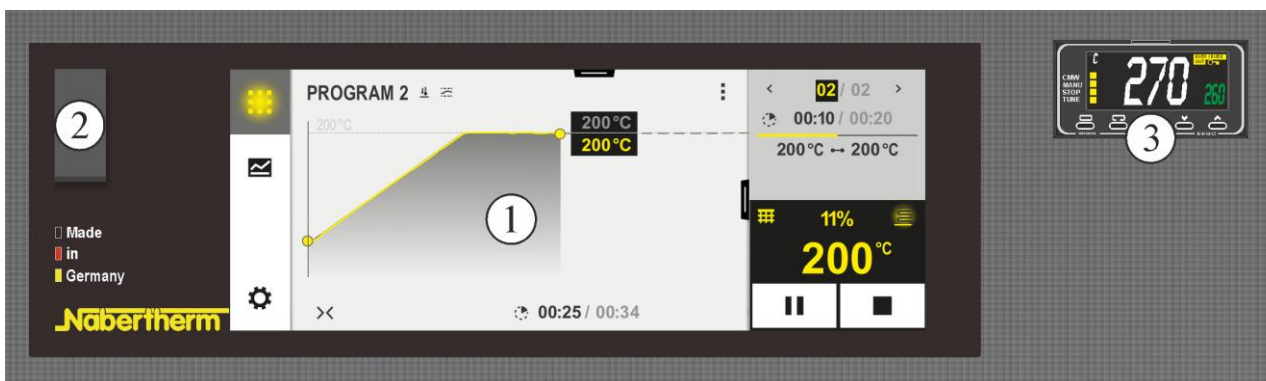 2
Made
in
Germany
Nabertherm
PROGRAM 2
200°C
200°C
200°C
1
00:25 / 00:34
‹ 02 / 02 ›
00:10 / 00:20
200°C ↔ 200°C
11%
200°C
C
CMW
MANU
STOP
TUNE
270
260
3